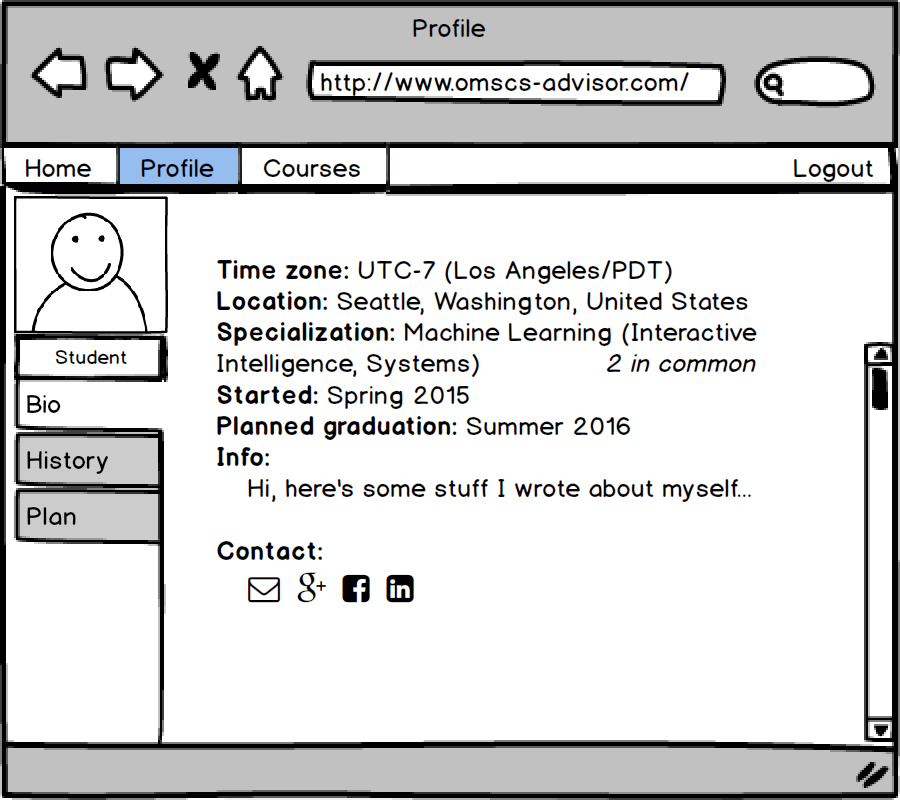 Profile
http://www.omscs-advisor.com/
Home Profile Courses Logout
Student
Bio
History
Plan
Time zone: UTC-7 (Los Angeles/PDT)
Location: Seattle, Washington, United States
Specialization: Machine Learning (Interactive
Intelligence, Systems) 2 in common
Started: Spring 2015
Planned graduation: Summer 2016
Info:
Hi, here's some stuff I wrote about myself...
Contact:
g+ f in